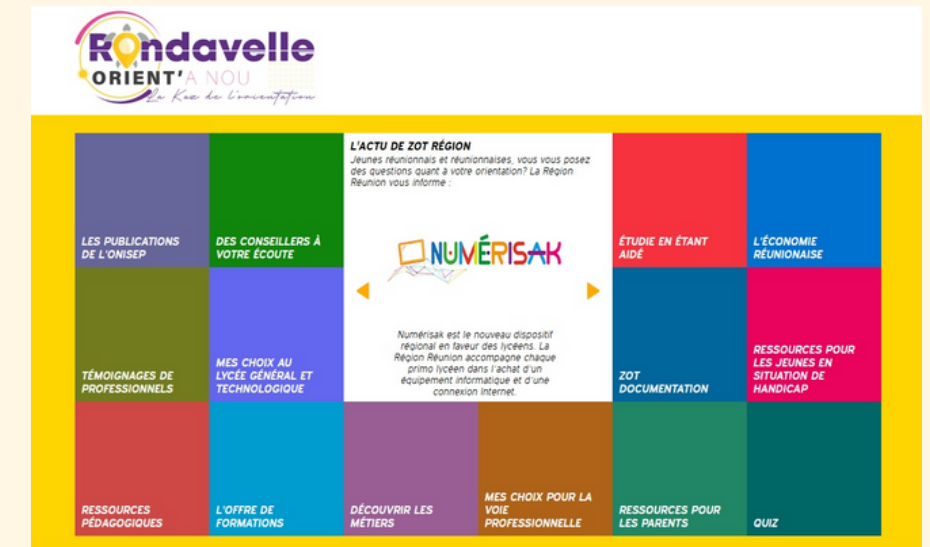 Rondavelle
ORIENT'A NOU
La Kaz de l'orientation
LES PUBLICATIONS
DE L'ONISEP
DES CONSEILLERS À
VOTRE ÉCOUTE
L'ACTU DE ZOT RÉGION
Jeunes réunionnais et réunionnaises, vous vous posez
des questions quant à votre orientation? La Région
Réunion vous informe :
NUMÉRISAK
Numérisak est le nouveau dispositif
régional en faveur des lycéens. La
Région Réunion accompagne chaque
primo lycéen dans l'achat d'un
équipement informatique et d'une
connexion Internet.
ÉTUDIE EN ÉTANT
AIDÉ
L'ÉCONOMIE
RÉUNIONAISE
TÉMOIGNAGES DE
PROFESSIONNELS
MES CHOIX AU
LYCÉE GÉNÉRAL ET
TECHNOLOGIQUE
ZOT
DOCUMENTATION
RESSOURCES POUR
LES JEUNES EN
SITUATION DE
HANDICAP
RESSOURCES
PÉDAGOGIQUES
L'OFFRE DE
FORMATIONS
DÉCOUVRIR LES
MÉTIERS
MES CHOIX POUR LA
VOIE
PROFESSIONNELLE
RESSOURCES POUR
LES PARENTS
QUIZ